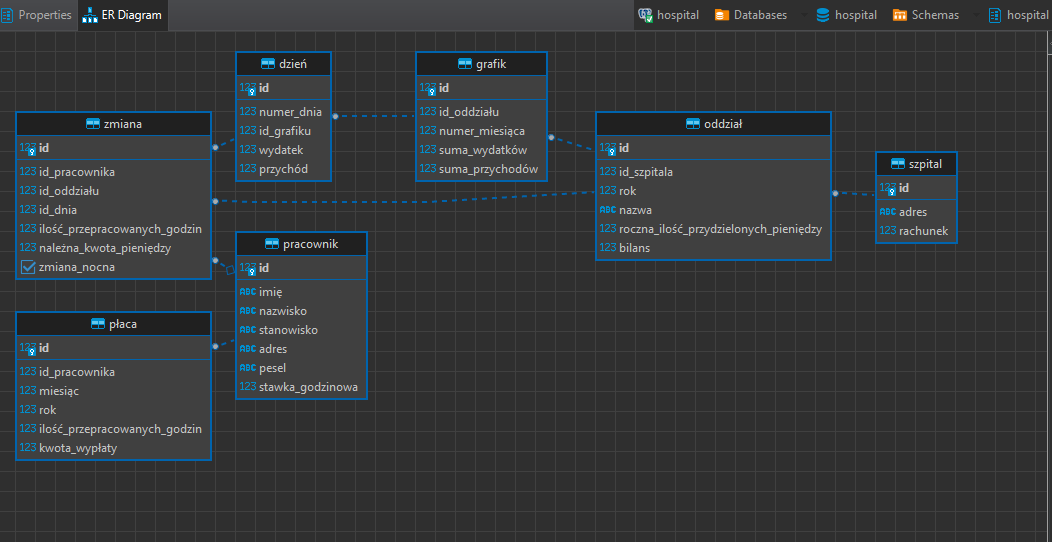 Properties
ER Diagram
hospital
Databases
hospital
Schemas
hospital
dzień
123 id
123 numer_dnia
123 id_grafiku
123 wydatek
123 przychód
grafik
123 id
123 id_oddziału
123 numer_miesiąca
123 suma_wydatków
123 suma_przychodów
zmiana
123 id
123 id_pracownika
123 id_oddziału
123 id_dnia
123 ilość_przepracowanych_godzin
123 należna_kwota_pieniędzy
zmiana_nocna
oddział
123 id
123 id_szpitala
123 rok
ABC nazwa
123 roczna_ilość_przydzielonych_pieniędzy
123 bilans
szpital
123 id
ABC adres
123 rachunek
pracownik
123 id
ABC imię
ABC nazwisko
ABC stanowisko
ABC adres
ABC pesel
123 stawka_godzinowa
płaca
123 id
123 id_pracownika
123 miesiąc
123 rok
123 ilość_przepracowanych_godzin
123 kwota_wypłaty